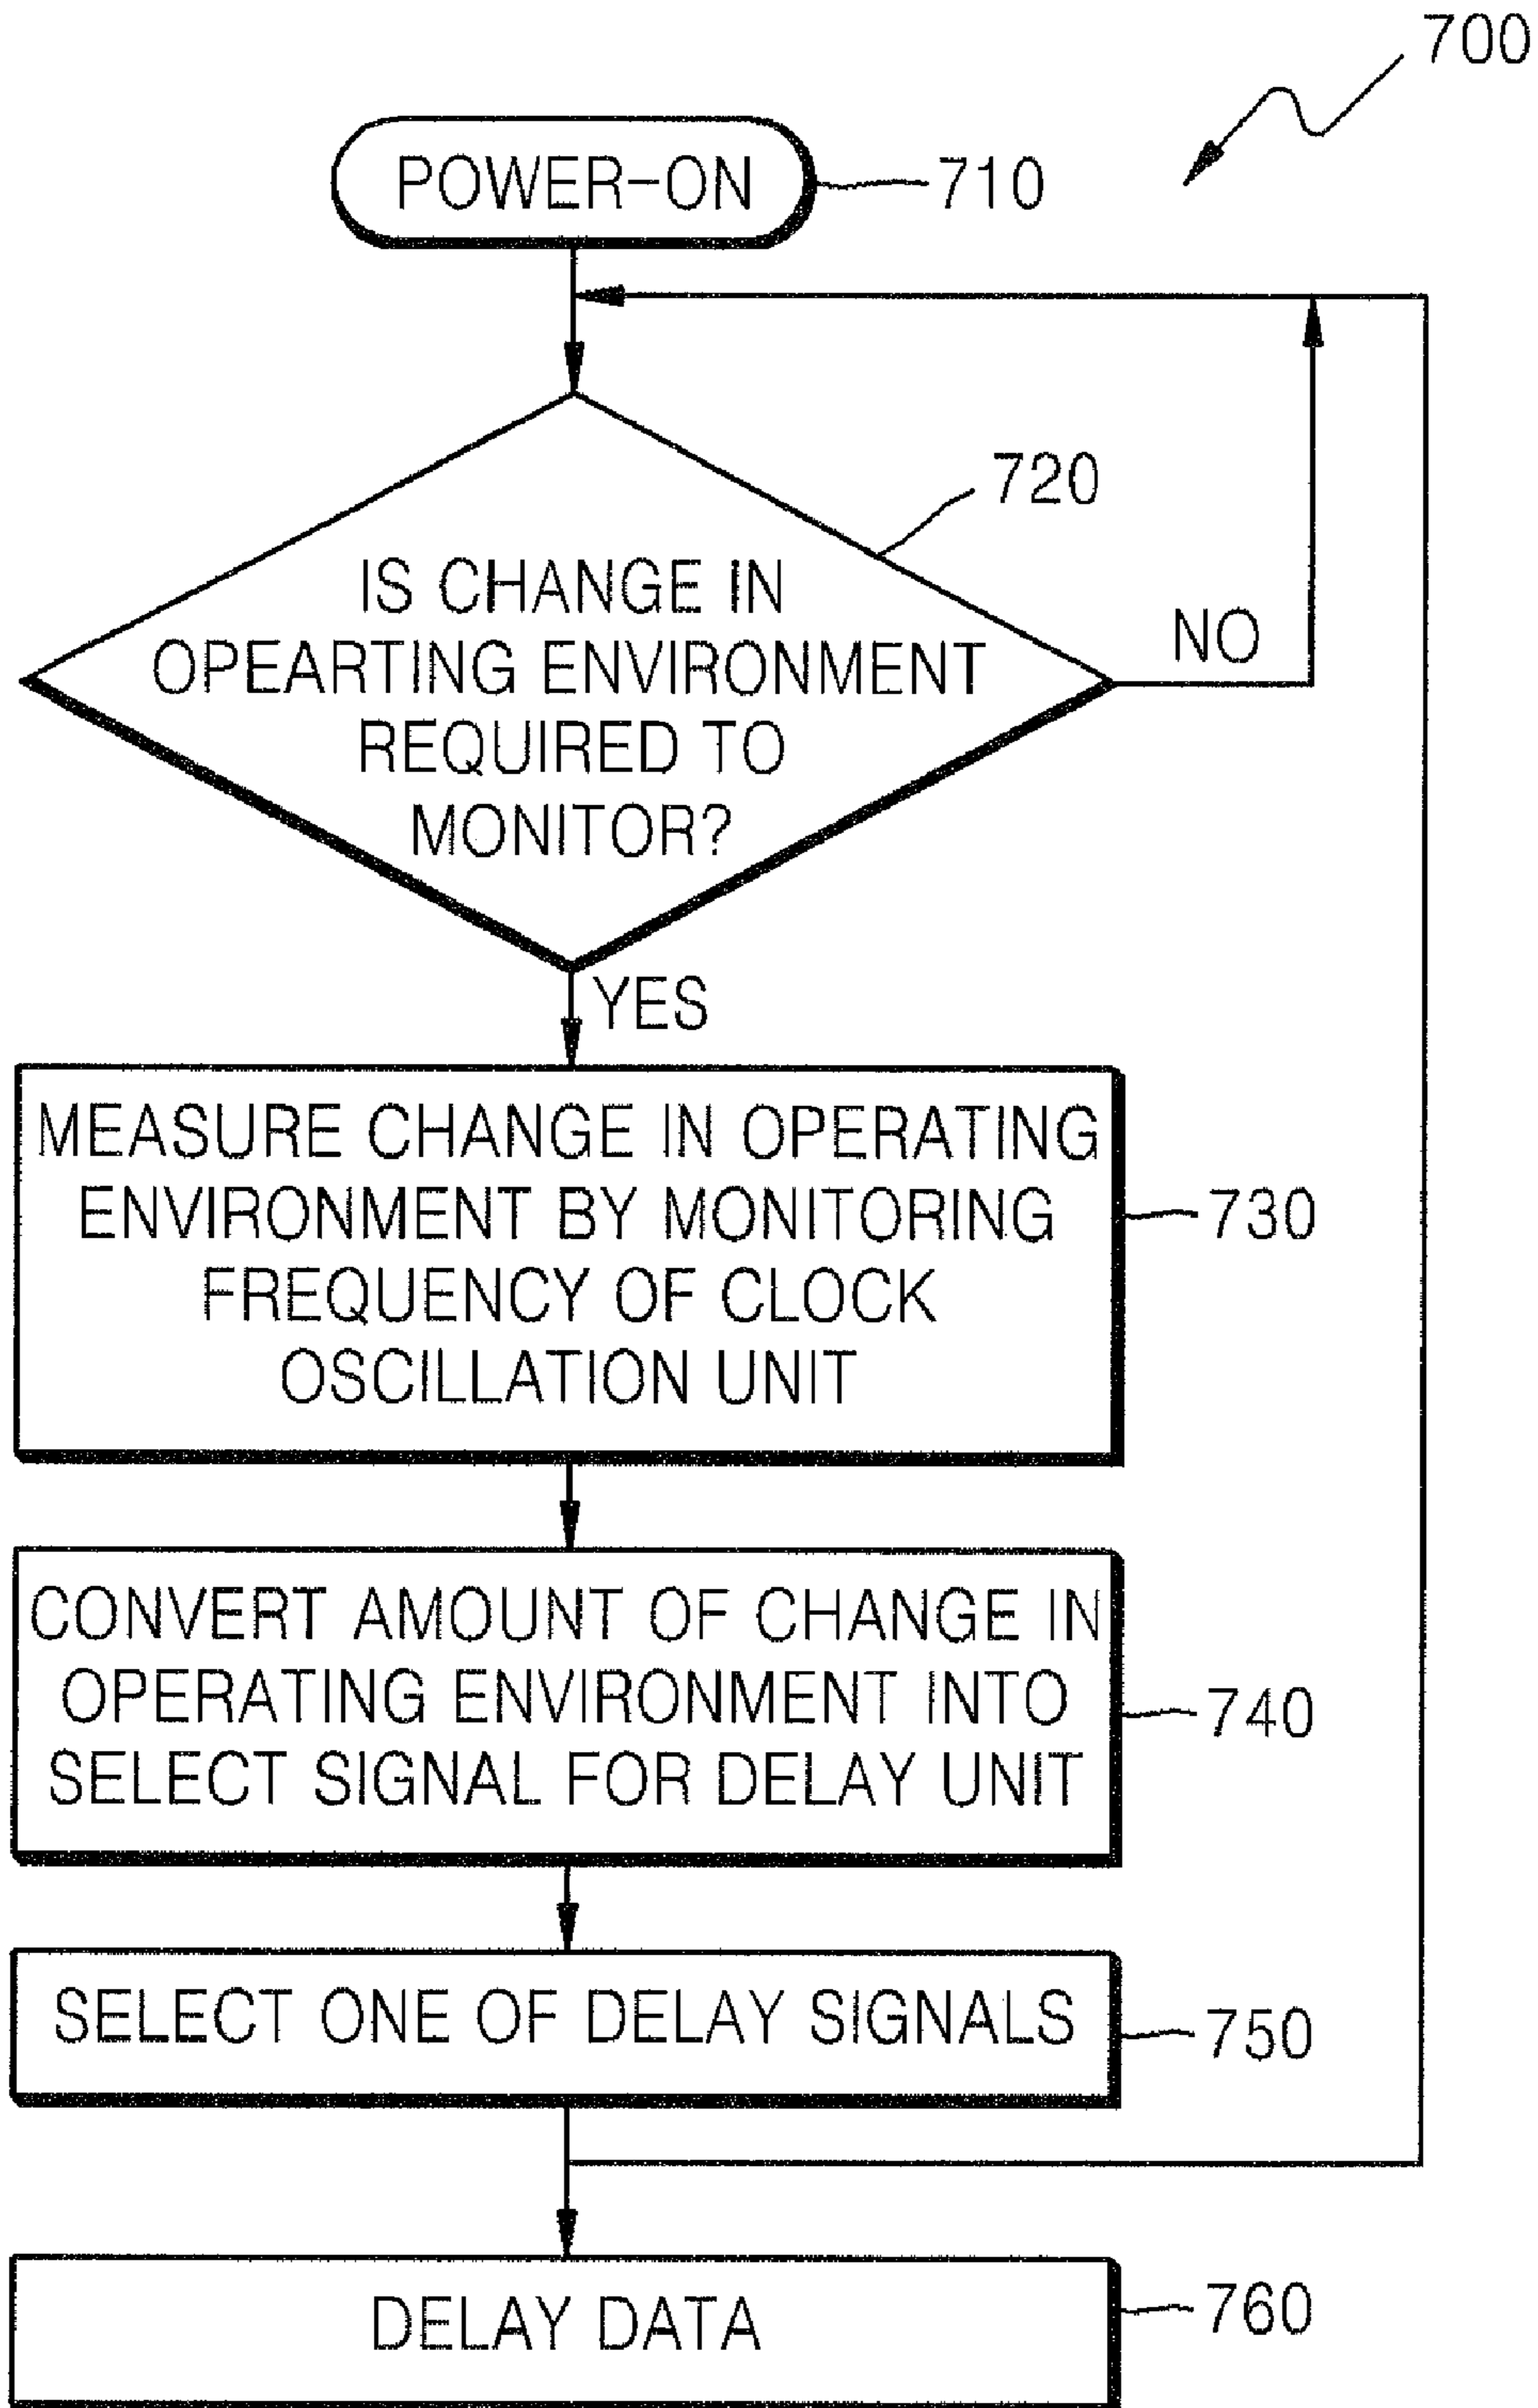 700
POWER-ON
710
720
IS CHANGE IN
OPEARTING ENVIRONMENT
REQUIRED TO
MONITOR?
NO
YES
MEASURE CHANGE IN OPERATING
ENVIRONMENT BY MONITORING
FREQUENCY OF CLOCK
OSCILLATION UNIT
730
CONVERT AMOUNT OF CHANGE IN
OPERATING ENVIRONMENT INTO
SELECT SIGNAL FOR DELAY UNIT
740
SELECT ONE OF DELAY SIGNALS
750
DELAY DATA
760